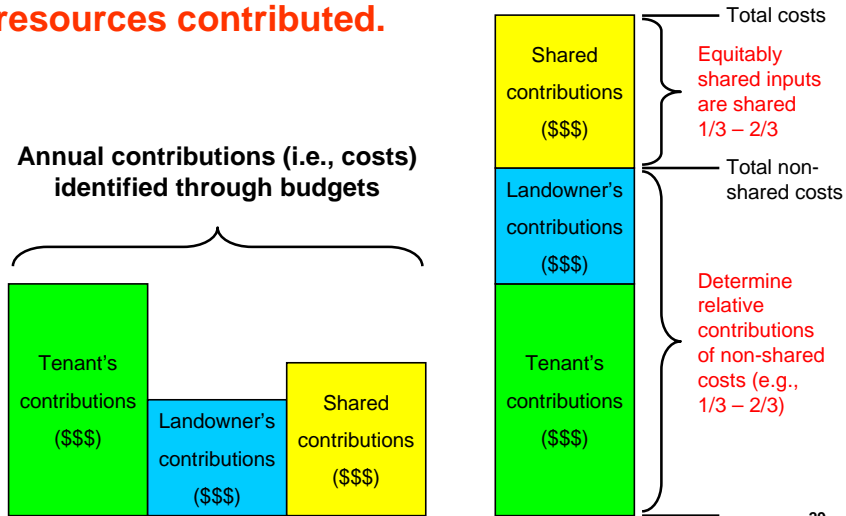 resources contributed.
Annual contributions (i.e., costs)
identified through budgets
Tenant's
contributions
($$$)
Landowner's
contributions
($$$)
Shared
contributions
($$$)
Shared
contributions
($$$)
Landowner's
contributions
($$$)
Tenant's
contributions
($$$)
Total costs
Equitably
shared inputs
are shared
1/3 – 2/3
Total non-
shared costs
Determine
relative
contributions
of non-shared
costs (e.g.,
1/3 – 2/3)